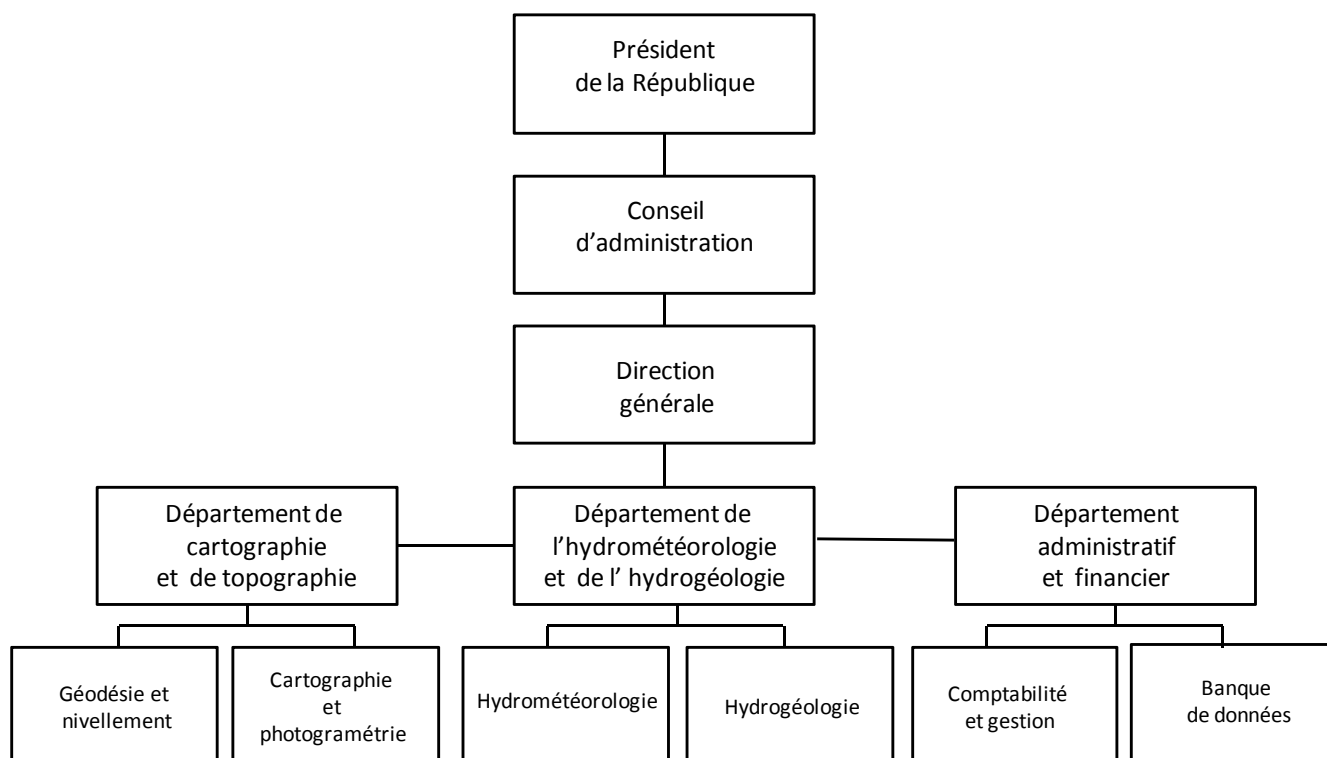 Président
de la République
Conseil
d’administration
Direction
générale
Département de
cartographie
et de topographie
Département de
l’hydrométéorologie
et de l’ hydrogéologie
Département
administratif
et financier
Géodésie et
nivellement
Cartographie
et
photogramétrie
Hydrométéorologie
Hydrogéologie
Comptabilité
et gestion
Banque
de données